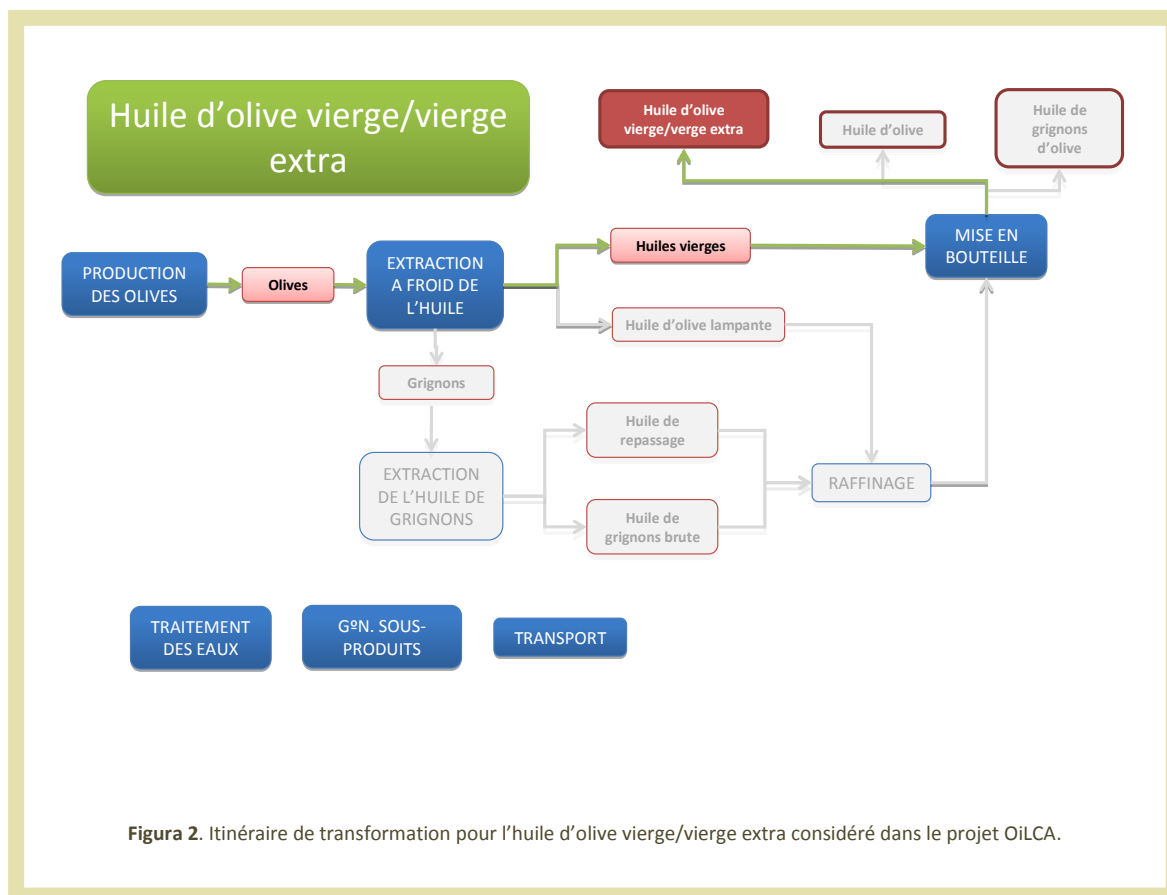 Huile d'olive vierge/vierge
extra
Huile d'olive
vierge/verge extra
Huile d'olive
Huile de
grignons
d'olive
PRODUCTION
DES OLIVES
Olives
EXTRACTION
A FROID DE
L'HUILE
Huiles vierges
MISE EN
BOUTEILLE
Huile d'olive lampante
Grignons
EXTRACTION
DE L'HUILE DE
GRIGNONS
Huile de
repassage
Huile de
grignons brute
RAFFINAGE
TRAITEMENT
DES EAUX
GºN. SOUS-
PRODUITS
TRANSPORT
Figura 2. Itinéraire de transformation pour l'huile d'olive vierge/vierge extra considéré dans le projet OiLCA.